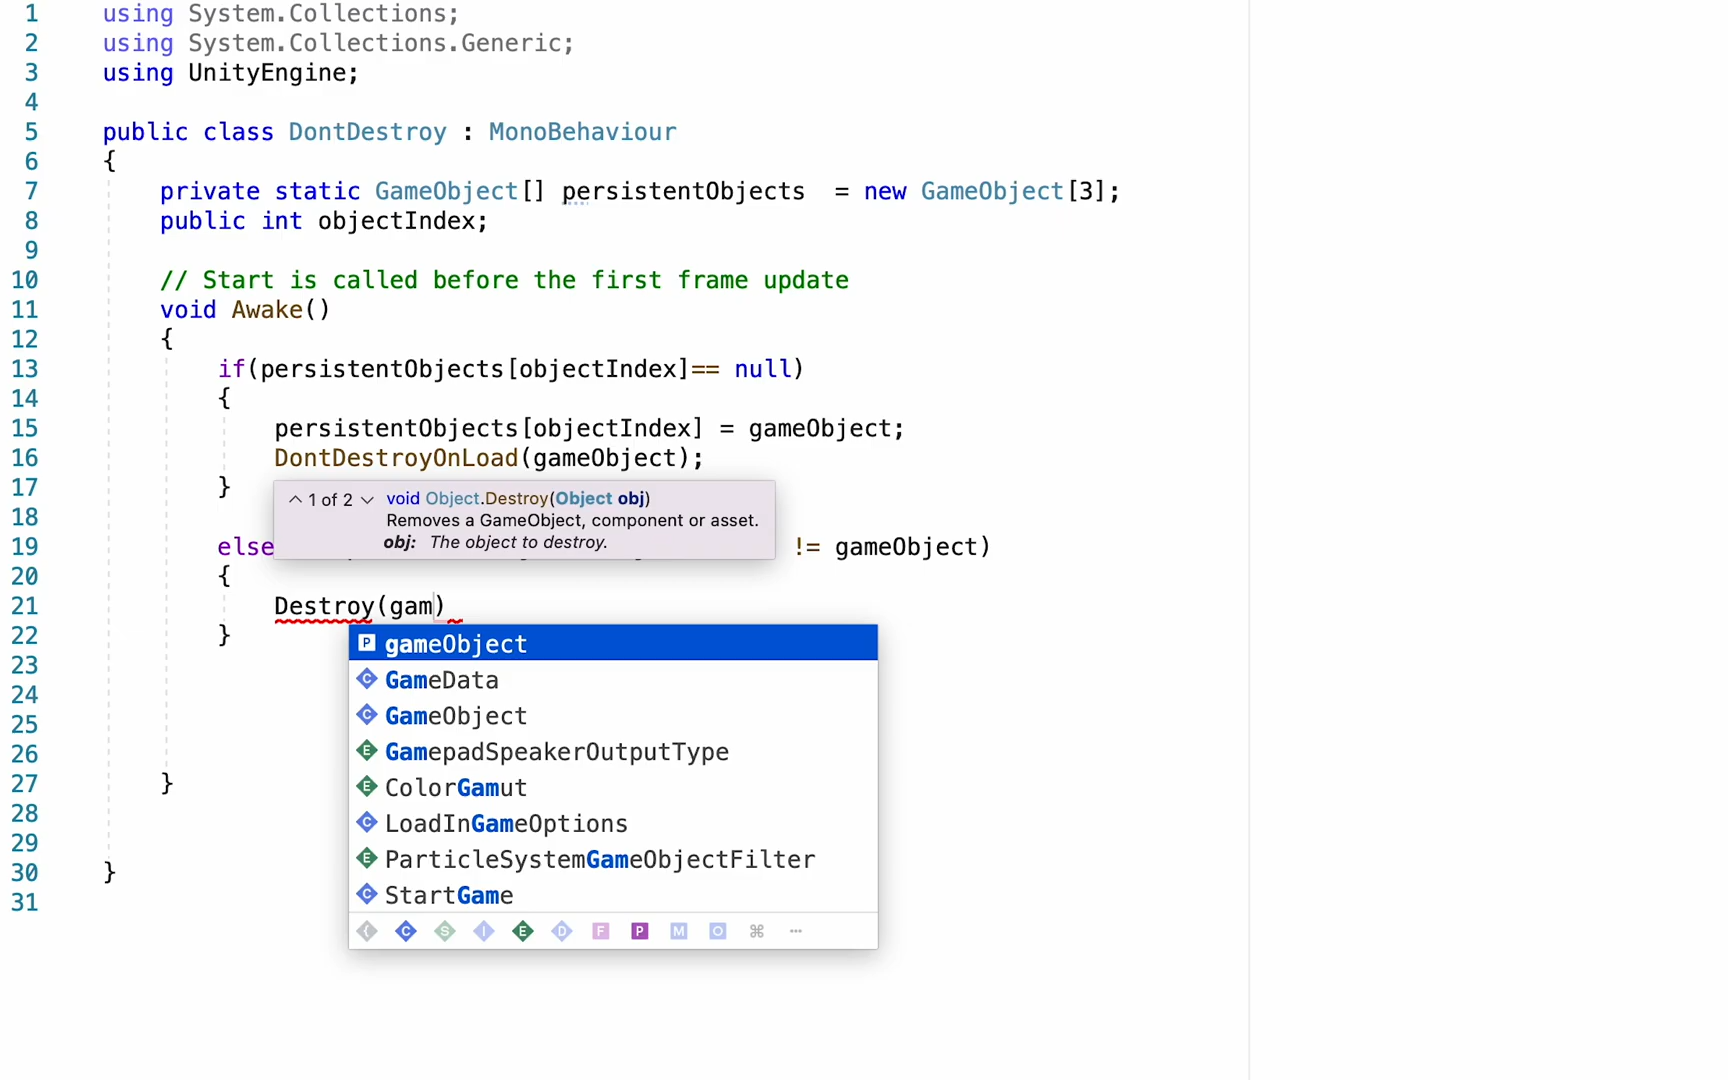 1 using System.Collections;
2 using System.Collections.Generic;
3 using UnityEngine;
4
5 public class DontDestroy : MonoBehaviour
6 {
7 private static GameObject[] persistentObjects  = new GameObject[3];
8 public int objectIndex;
9
10 // Start is called before the first frame update
11 void Awake()
12 {
13 if(persistentObjects[objectIndex]== null)
14 {
15 persistentObjects[objectIndex] = gameObject;
16 DontDestroyOnLoad(gameObject);
17 }
1 of 2 void Object.Destroy(Object obj)
18
Removes a GameObject, component or asset.
obj: The object to destroy.
19 else != gameObject)
20 {
21 Destroy(gam)
22 }
gameObject
23
GameData
24
GameObject
25
GamepadSpeakerOutputType
26
ColorGamut
27 }
LoadInGameOptions
28
29
ParticleSystemGameObjectFilter
30 }
StartGame
31
{ C S I E D F P M O ⌘ ···